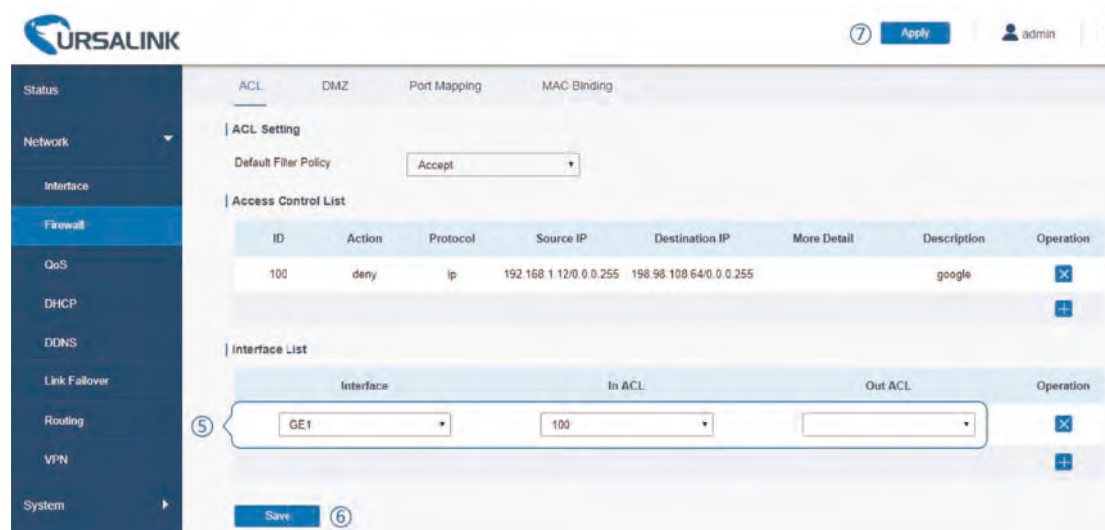 URSALINK
⑦ Apply admin
Status
Network
Interface
Firewall
QoS
DHCP
DDNS
Link Failover
Routing
VPN
System
ACL DMZ Port Mapping MAC Binding
ACL Setting
Default Filter Policy Accept
Access Control List
ID Action Protocol Source IP Destination IP More Detail Description Operation
100 deny ip 192.168.1.12/0.0.0.255 198.98.108.64/0.0.0.255 google
Interface List
Interface In ACL Out ACL Operation
⑤ GE1 100
Save ⑥